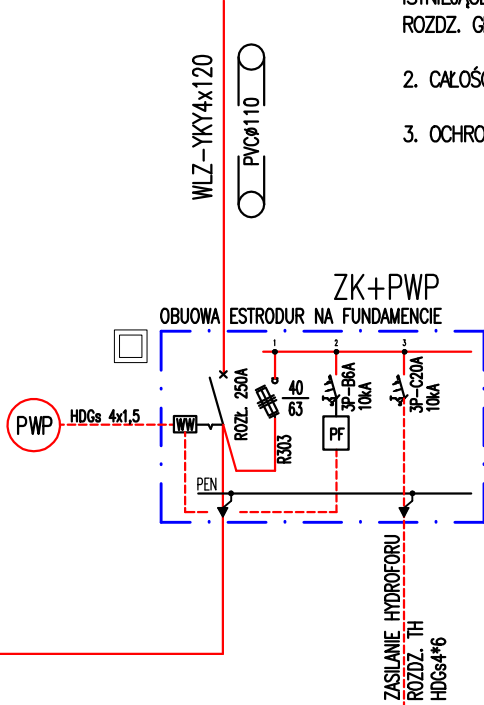 ROZDZ.
2. CAŁOŚĆ
3.
WLZ-YKY4x120
PVCø110
ZK+PWP
OBUOWA ESTRODUR NA FUNDAMENCIE
1
2
3
ROZŁ. 250A
40
63
R303
3P-B6A
10kA
3P-C20A
10kA
PWP
HDGs 4x1,5
WW
PF
PEN
ZASILANIE HYDROFORU
ROZDZ. TH
HDGs4*6